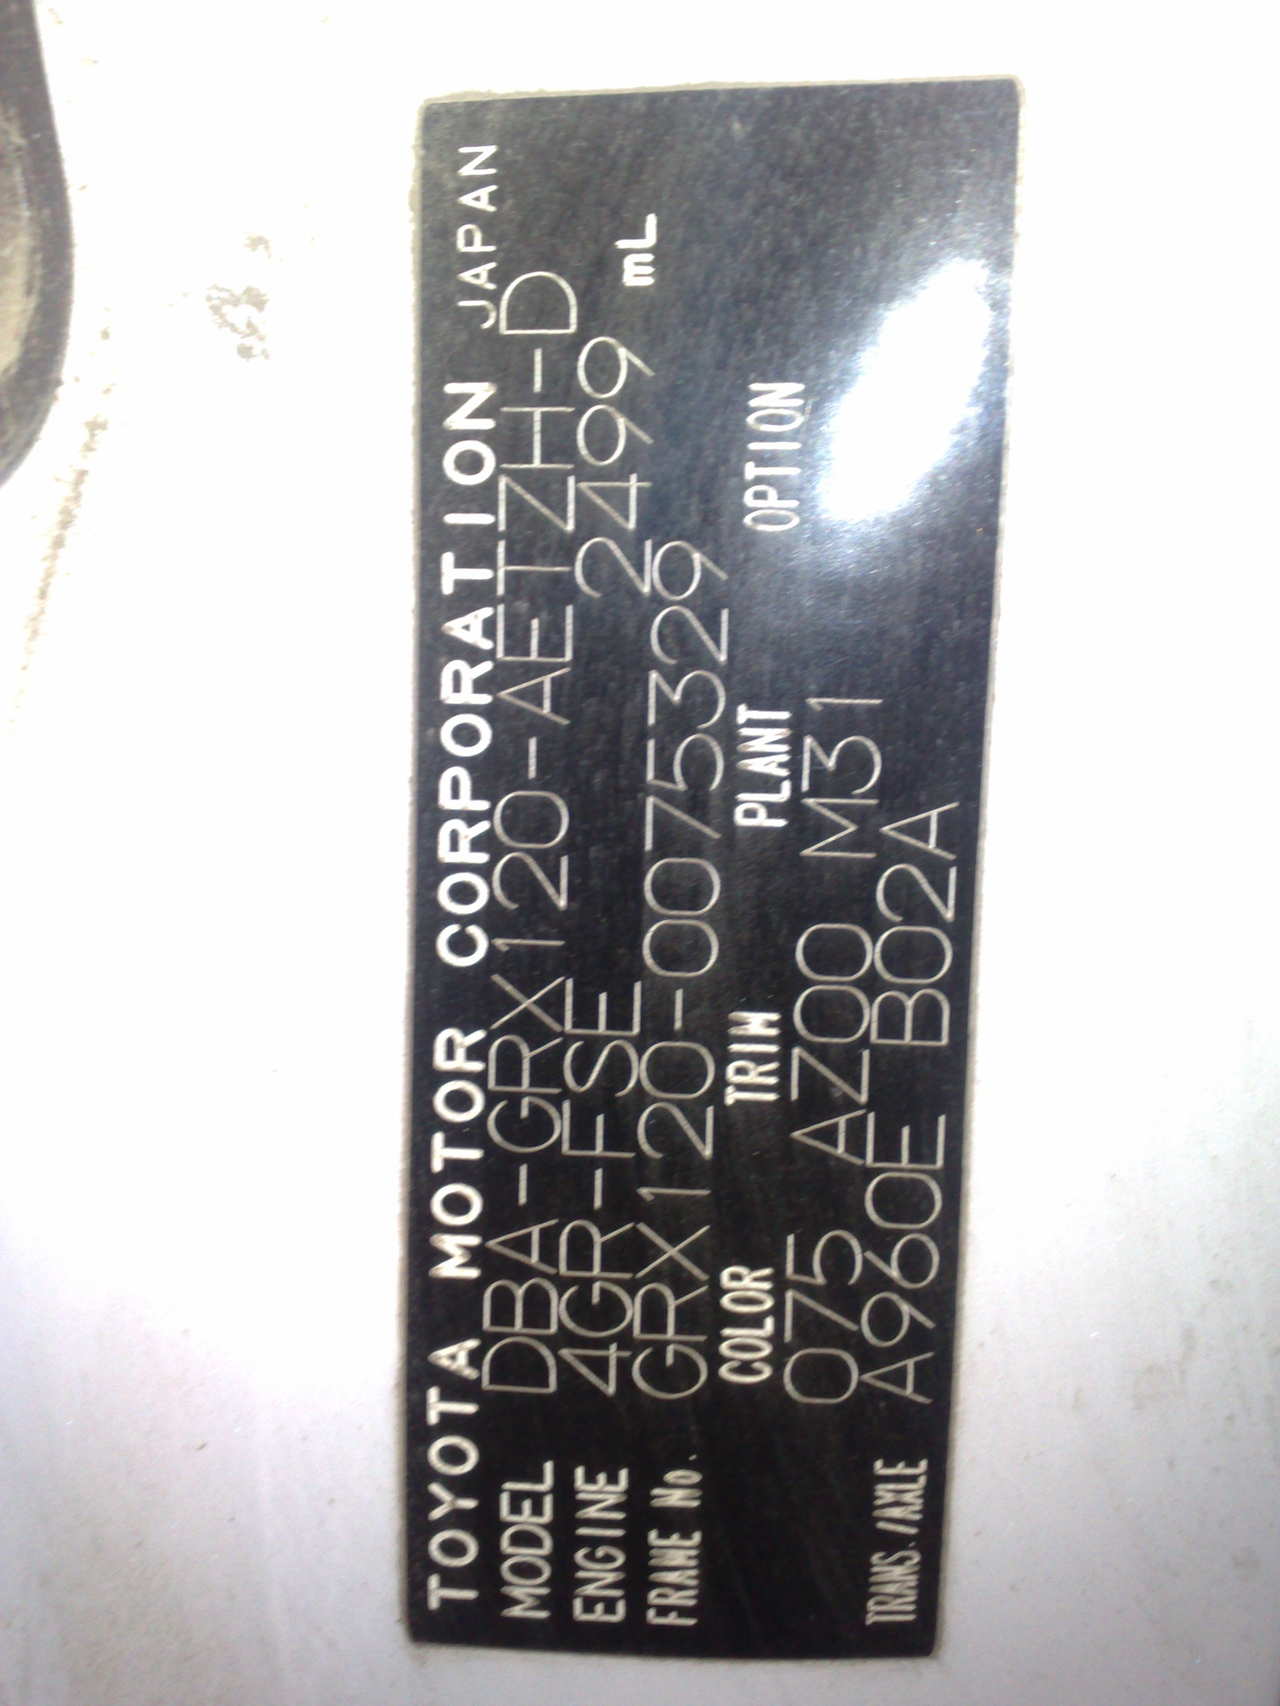 TOYOTA MOTOR CORPORATION JAPAN
MODEL DBA-GRX120-AETZH-D
ENGINE 4GR-FSE 2499 mL
FRAME No. GRX120-0075329
COLOR TRIM PLANT OPTION
075 AZ00 M31
TRANS./AXLE A960E B02A